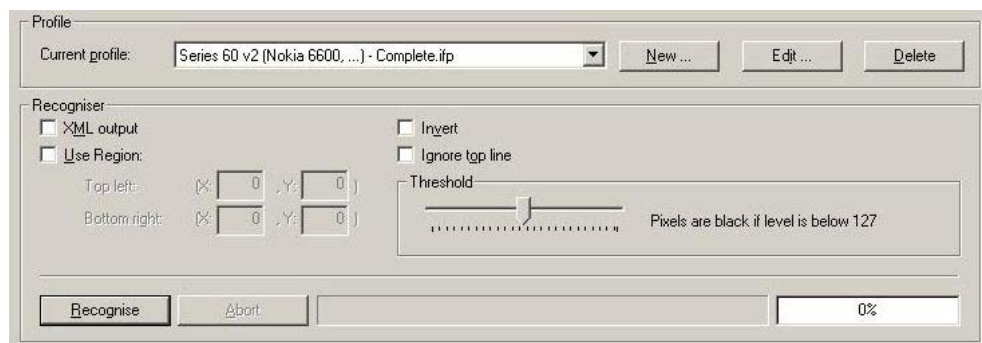 Profile
Current profile: Series 60 v2 (Nokia 6600, ...) - Complete.ifp New ... Edit ... Delete
Recogniser
XML output Invert
Use Region: Ignore top line
Top left: (X: 0 , Y: 0 ) Threshold
Bottom right: (X: 0 , Y: 0 ) Pixels are black if level is below 127
Recognise Abort 0%